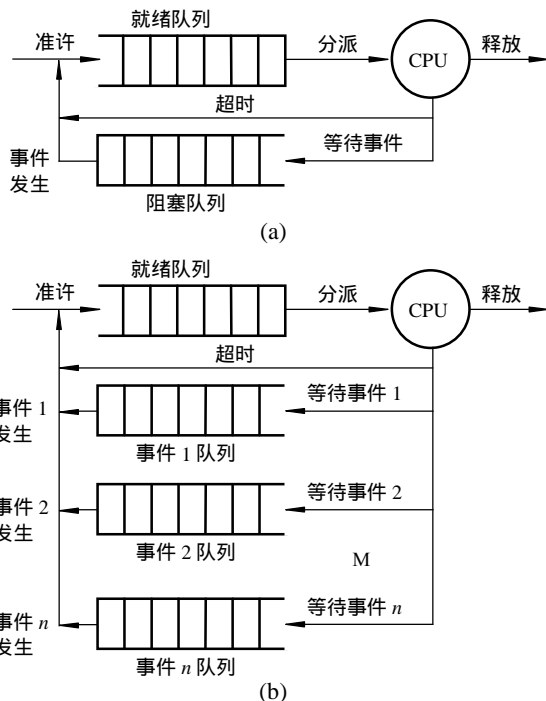 就绪队列
准许
分派
CPU
释放
超时
等待事件
事件
发生
阻塞队列
(a)
就绪队列
准许
分派
CPU
释放
超时
事件 1
发生
等待事件 1
事件 1 队列
事件 2
发生
等待事件 2
事件 2 队列
M
事件 n
发生
等待事件 n
事件 n 队列
(b)